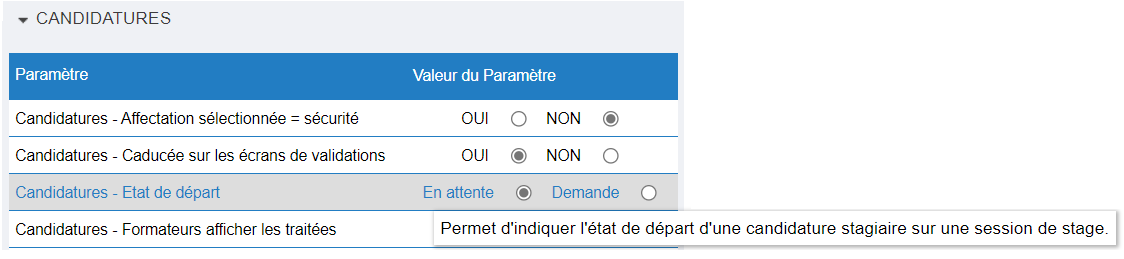 CANDIDATURES
Paramètre Valeur du Paramètre
Candidatures - Affectation sélectionnée = sécurité OUI NON
Candidatures - Caducée sur les écrans de validations OUI NON
Candidatures - Etat de départ En attente Demande
Candidatures - Formateurs afficher les traitées
Permet d'indiquer l'état de départ d'une candidature stagiaire sur une session de stage.